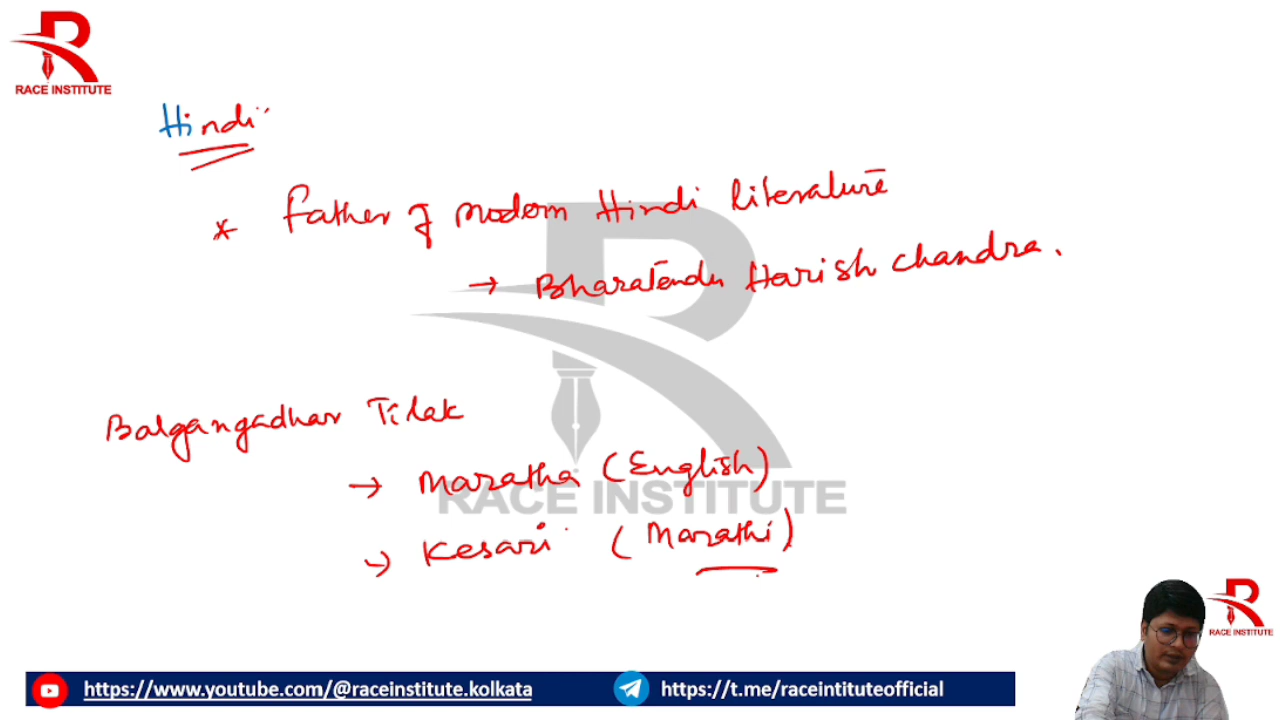 RACE INSTITUTE
Hindi
* Father of modern Hindi literature
→ Bharatendu Harish chandra.
Balgangadhar Tilak
→ Maratha (English)
→ Kesari (Marathi)
RACE INSTITUTE
RACE INSTITUTE
https://www.youtube.com/@raceinstitute.kolkata
https://t.me/raceintituteofficial